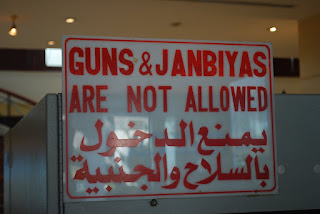 GUNS & JANBIYAS
ARE NOT ALLOWED
يمنع الدخول
بالسلاح والجنبية